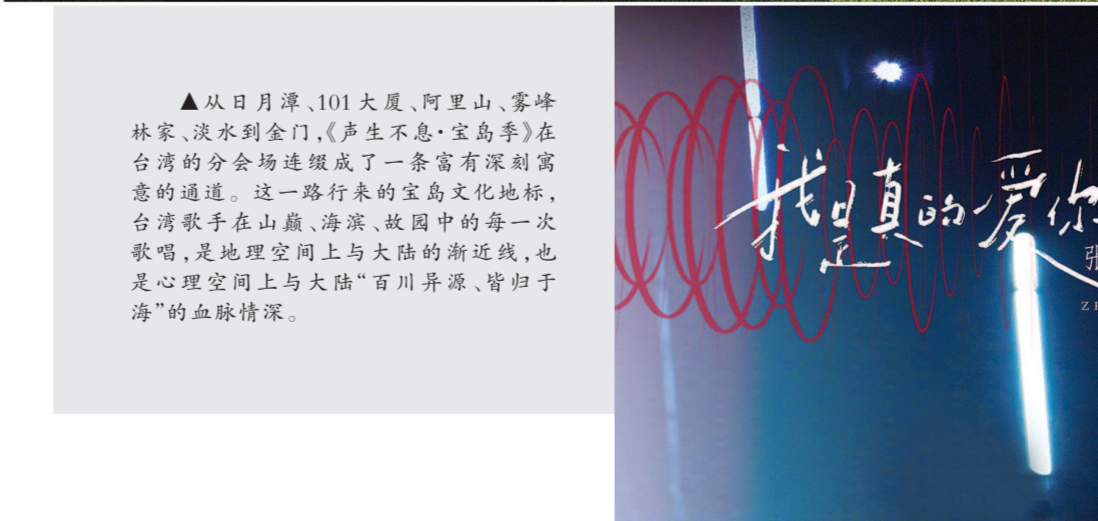 ▲从日月潭、101大厦、阿里山、雾峰
林家、淡水到金门,《声生不息·宝岛季》在
台湾的分会场连缀成了一条富有深刻寓
意的通道。这一路行来的宝岛文化地标,
台湾歌手在山巅、海滨、故园中的每一次
歌唱,是地理空间上与大陆的渐近线,也
是心理空间上与大陆“百川异源、皆归于
海”的血脉情深。
我是真的爱你
张
ZH